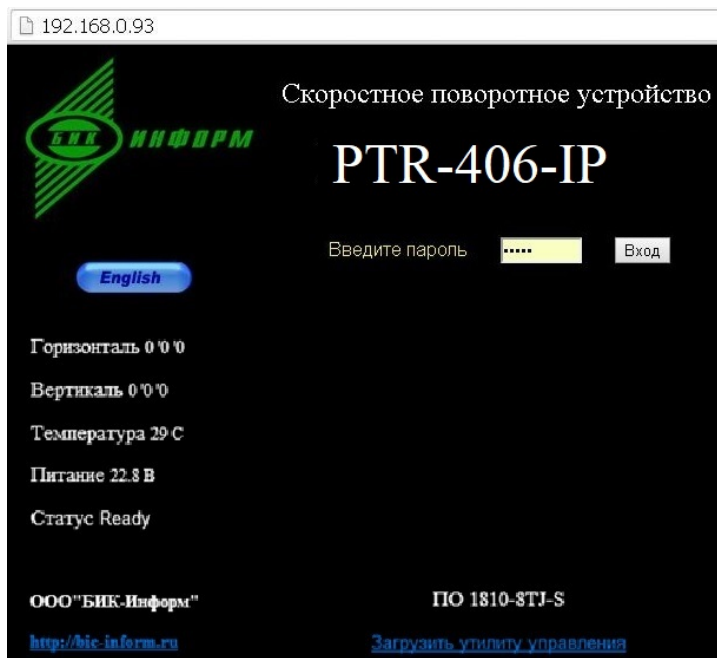 192.168.0.93
БИК ИНФОРМ
Скоростное поворотное устройство
PTR-406-IP
Введите пароль ••••• Вход
English
Горизонталь 0'0'0
Вертикаль 0'0'0
Температура 29 С
Питание 22.8 В
Статус Ready
ООО"БИК-Информ" ПО 1810-8TJ-S
http://bic-inform.ru Загрузить утилиту управления